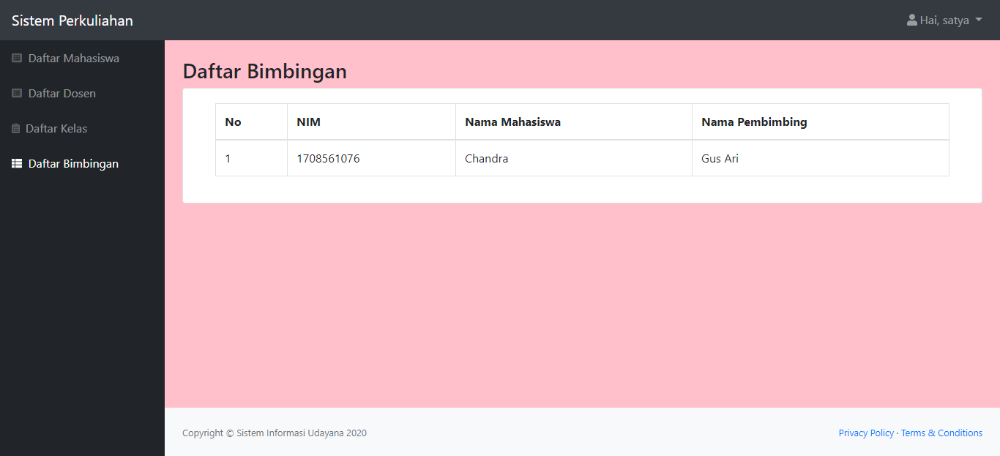 Sistem Perkuliahan
Hai, satya
Daftar Mahasiswa
Daftar Dosen
Daftar Kelas
Daftar Bimbingan
Daftar Bimbingan
No NIM Nama Mahasiswa Nama Pembimbing
1 1708561076 Chandra Gus Ari
Copyright © Sistem Informasi Udayana 2020
Privacy Policy · Terms & Conditions